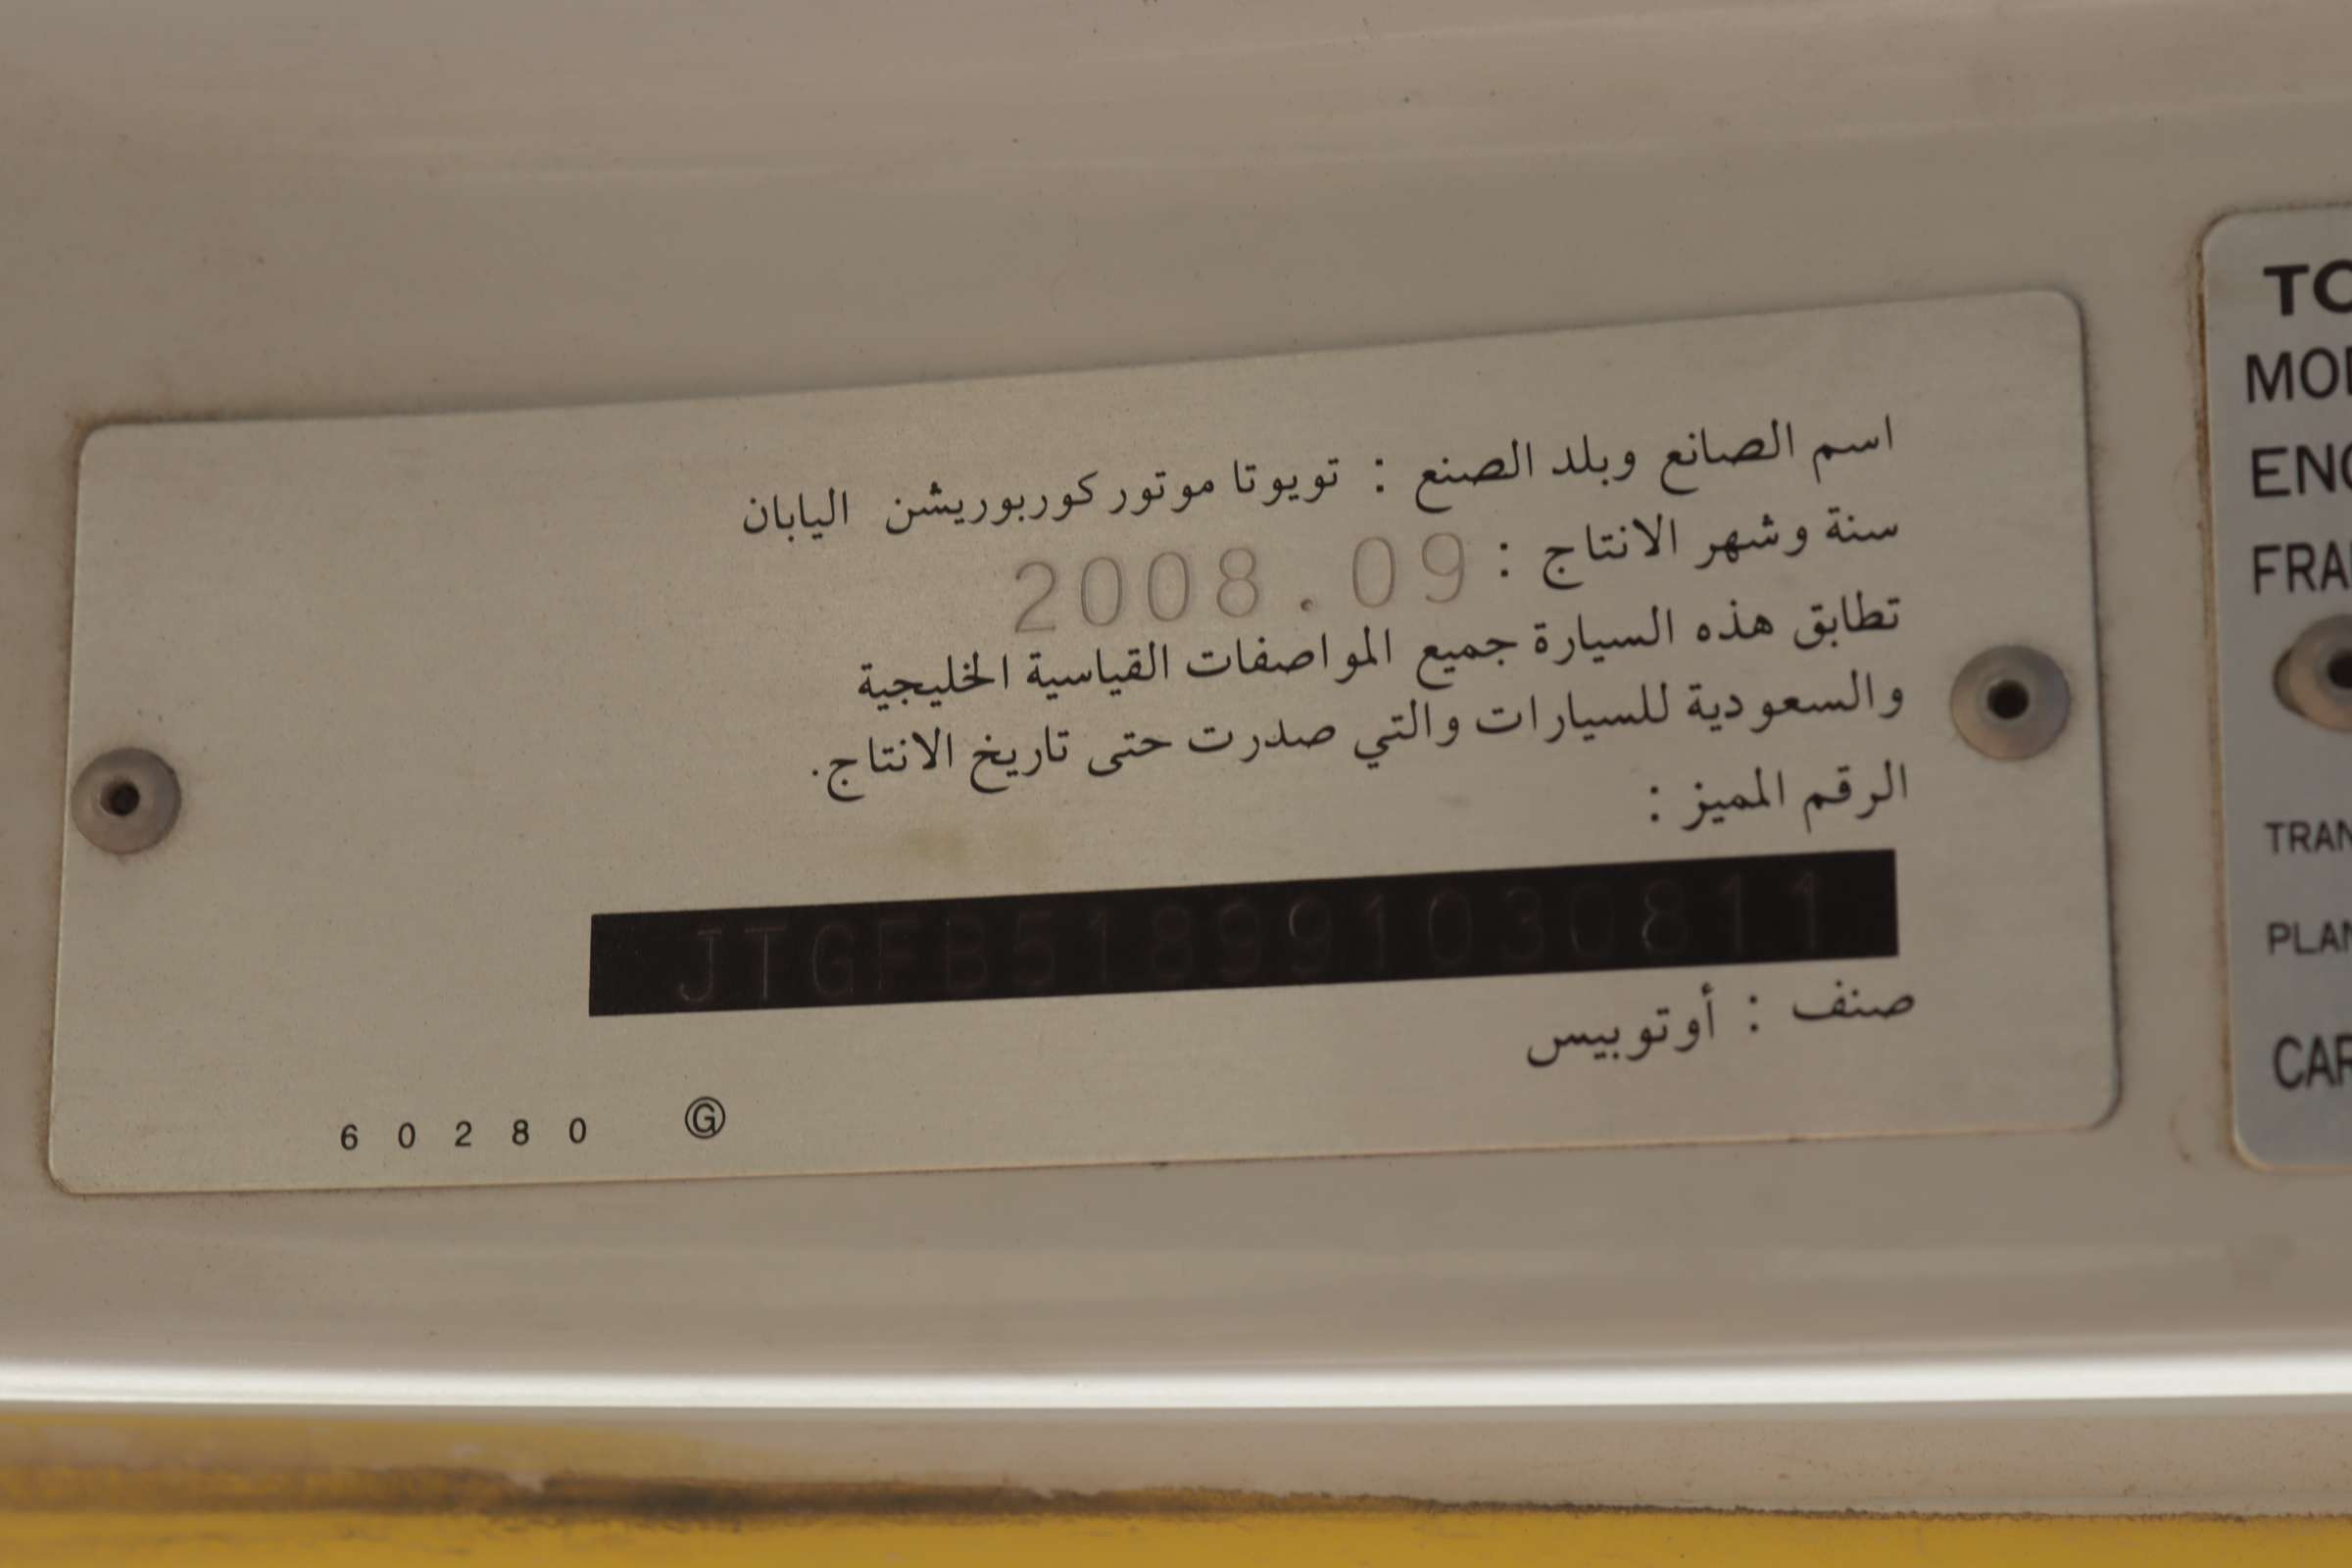 اسم الصانع وبلد الصنع : تويوتا موتور كوربوريشن اليابان
سنة وشهر الانتاج : 2008.09
تطابق هذه السيارة جميع المواصفات القياسية الخليجية
والسعودية للسيارات والتي صدرت حتى تاريخ الانتاج.
الرقم المميز :
JTGFB518991030811
صنف : أوتوبيس
60280 Ⓖ
TO
MO
ENG
FRA
TRAN
PLAN
CAR